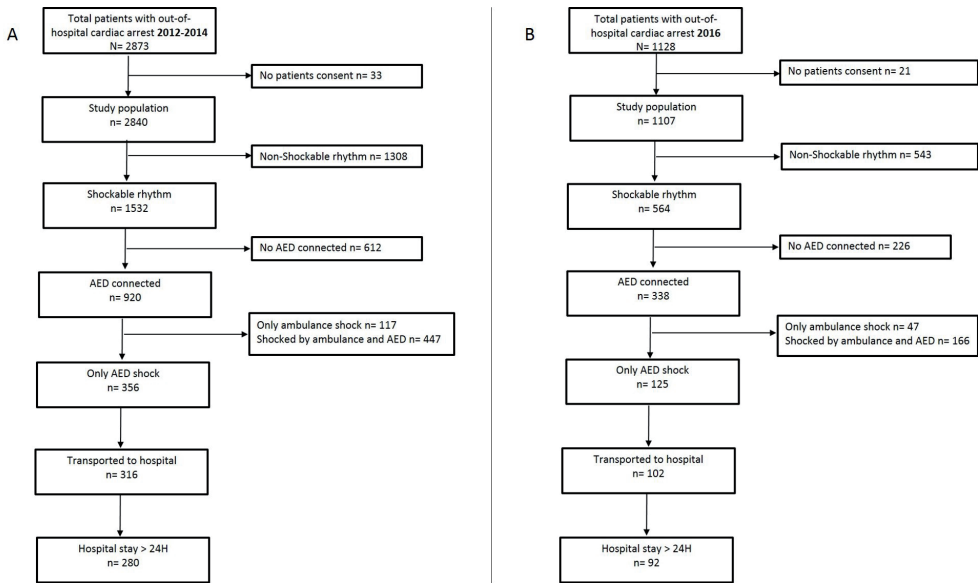 A
Total patients with out-of-
hospital cardiac arrest 2012-2014
N= 2873
No patients consent n= 33
Study population
n= 2840
Non-Shockable rhythm n= 1308
Shockable rhythm
n= 1532
No AED connected n= 612
AED connected
n= 920
Only ambulance shock n= 117
Shocked by ambulance and AED n= 447
Only AED shock
n= 356
Transported to hospital
n= 316
Hospital stay > 24H
n= 280
B
Total patients with out-of-
hospital cardiac arrest 2016
N= 1128
No patients consent n= 21
Study population
n= 1107
Non-Shockable rhythm n= 543
Shockable rhythm
n= 564
No AED connected n= 226
AED connected
n= 338
Only ambulance shock n= 47
Shocked by ambulance and AED n= 166
Only AED shock
n= 125
Transported to hospital
n= 102
Hospital stay > 24H
n= 92